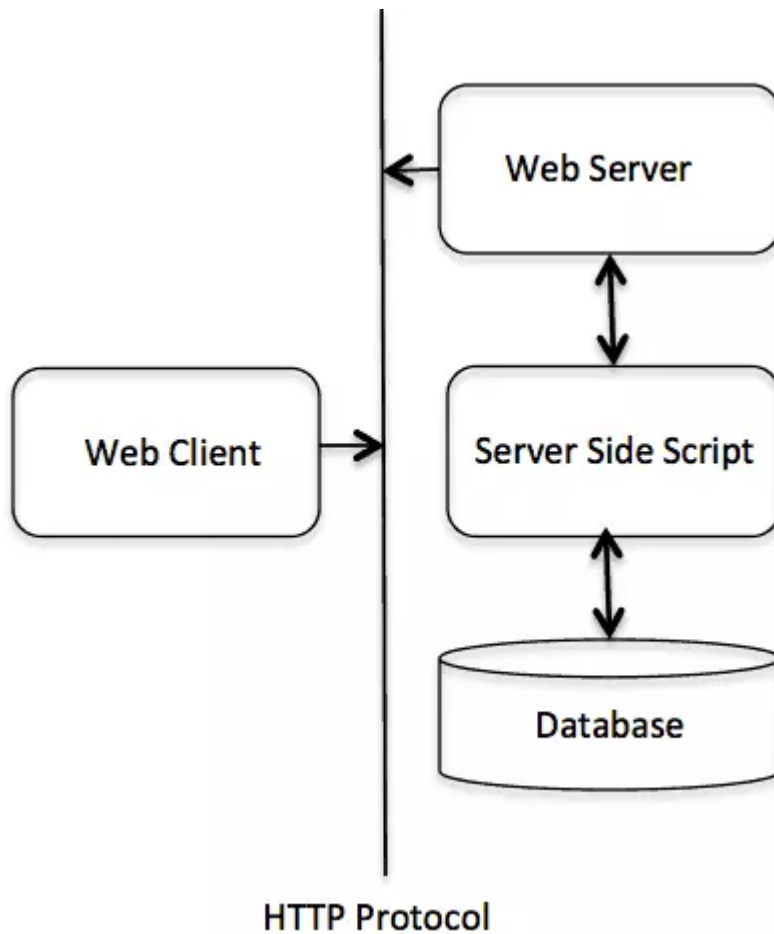 Web Server
Web Client
Server Side Script
Database
HTTP Protocol